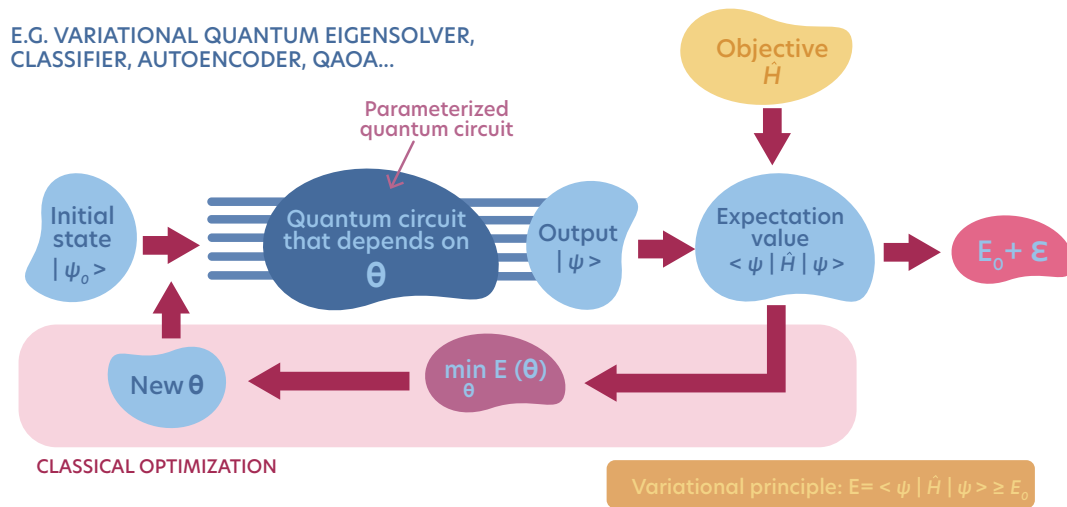 E.G. VARIATIONAL QUANTUM EIGENSOLVER,
CLASSIFIER, AUTOENCODER, QAOA...
Objective
Ĥ
Parameterized
quantum circuit
Initial
state
| ψ₀ >
Quantum circuit
that depends on
θ
Output
| ψ >
Expectation
value
< ψ | Ĥ | ψ >
E₀ + ε
New θ
min E (θ)
θ
CLASSICAL OPTIMIZATION
Variational principle: E= < ψ | Ĥ | ψ > ≥ E₀